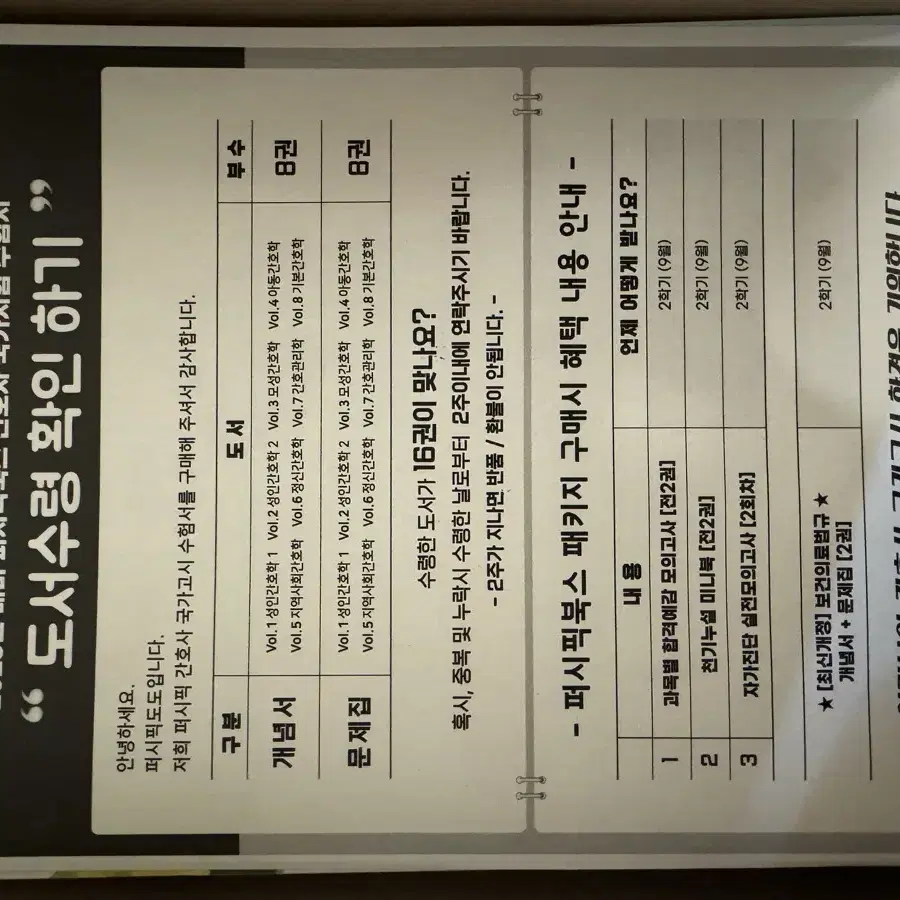 “ 도서수령 확인 하기 ”
안녕하세요.
퍼시픽도도입니다.
저희 퍼시픽 간호사 국가고시 수험서를 구매해 주셔서 감사합니다.
구분 도서 부수
개념서 Vol.1 성인간호학 1 Vol.2 성인간호학 2 Vol.3 모성간호학 Vol.4 아동간호학 8권
Vol.5 지역사회간호학 Vol.6 정신간호학 Vol.7 간호관리학 Vol.8 기본간호학
문제집 Vol.1 성인간호학 1 Vol.2 성인간호학 2 Vol.3 모성간호학 Vol.4 아동간호학 8권
Vol.5 지역사회간호학 Vol.6 정신간호학 Vol.7 간호관리학 Vol.8 기본간호학
수령한 도서가 16권이 맞나요?
혹시, 중복 및 누락시 수령한 날로부터 2주이내에 연락주시기 바랍니다.
- 2주가 지나면 반품 / 환불이 안됩니다. -
- 퍼시픽북스 패키지 구매시 혜택 내용 안내 -
내용 언제 어떻게 받나요?
1 과목별 합격예감 모의고사 [전2권] 2학기 (9월)
2 천기누설 미니북 [전2권] 2학기 (9월)
3 자가진단 실전모의고사 [2회차] 2학기 (9월)
★ [최신개정] 보건의료법규 ★ 2학기 (9월)
개념서 + 문제집 [2권]